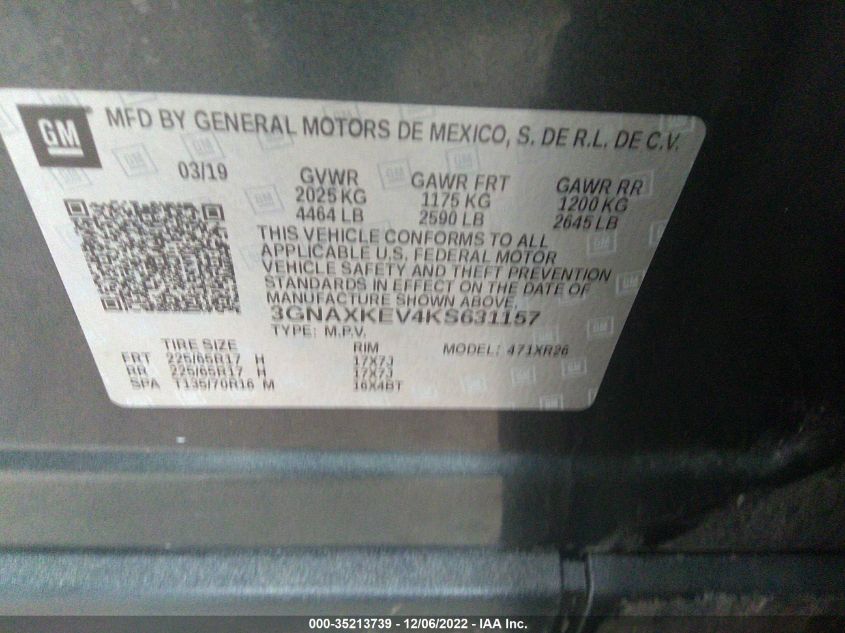 GM
MFD BY GENERAL MOTORS DE MEXICO, S. DE R.L. DE C.V.
03/19
GVWR GAWR FRT GAWR RR
2025 KG 1175 KG 1200 KG
4464 LB 2590 LB 2645 LB
THIS VEHICLE CONFORMS TO ALL
APPLICABLE U.S. FEDERAL MOTOR
VEHICLE SAFETY AND THEFT PREVENTION
STANDARDS IN EFFECT ON THE DATE OF
MANUFACTURE SHOWN ABOVE.
3GNAXKEV4KS631157
TYPE: M.P.V.
TIRE SIZE RIM MODEL: 471XR26
FRT 225/65R17 H 17X7J
RR 225/65R17 H 17X7J
SPA T135/70R16 M 16X4BT
000-35213739 - 12/06/2022 - IAA Inc.